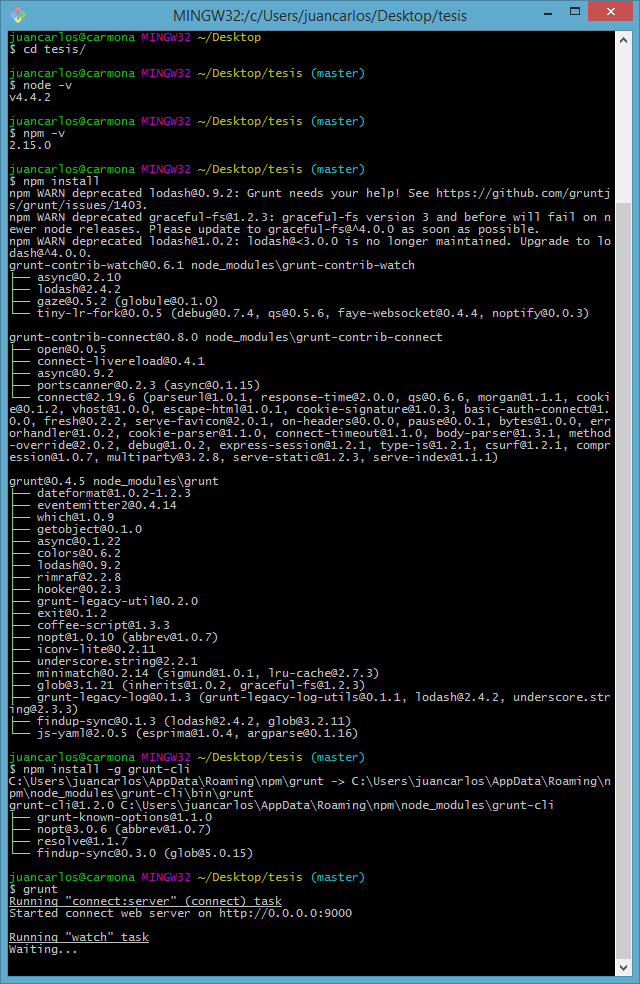 MINGW32:/c/Users/juancarlos/Desktop/tesis
juancarlos@carmona MINGW32 ~/Desktop
$ cd tesis/
juancarlos@carmona MINGW32 ~/Desktop/tesis (master)
$ node -v
v4.4.2
juancarlos@carmona MINGW32 ~/Desktop/tesis (master)
$ npm -v
2.15.0
juancarlos@carmona MINGW32 ~/Desktop/tesis (master)
$ npm install
npm WARN deprecated lodash@0.9.2: Grunt needs your help! See https://github.com/gruntj
s/grunt/issues/1403.
npm WARN deprecated graceful-fs@1.2.3: graceful-fs version 3 and before will fail on n
ewer node releases. Please update to graceful-fs@^4.0.0 as soon as possible.
npm WARN deprecated lodash@1.0.2: lodash@<3.0.0 is no longer maintained. Upgrade to lo
dash@^4.0.0.
grunt-contrib-watch@0.6.1 node_modules\grunt-contrib-watch
├── async@0.2.10
├── lodash@2.4.2
├── gaze@0.5.2 (globule@0.1.0)
└── tiny-lr-fork@0.0.5 (debug@0.7.4, qs@0.5.6, faye-websocket@0.4.4, noptify@0.0.3)
grunt-contrib-connect@0.8.0 node_modules\grunt-contrib-connect
├── open@0.0.5
├── connect-livereload@0.4.1
├── async@0.9.2
├── portscanner@0.2.3 (async@0.1.15)
└── connect@2.19.6 (parseurl@1.0.1, response-time@2.0.0, qs@0.6.6, morgan@1.1.1, cooki
e@0.1.2, vhost@1.0.0, escape-html@1.0.1, cookie-signature@1.0.3, basic-auth-connect@1.
0.0, fresh@0.2.2, serve-favicon@2.0.1, on-headers@0.0.0, pause@0.0.1, bytes@1.0.0, err
orhandler@1.0.2, cookie-parser@1.1.0, connect-timeout@1.1.0, body-parser@1.3.1, method
-override@2.0.2, debug@1.0.2, express-session@1.2.1, type-is@1.2.1, csurf@1.2.1, compr
ession@1.0.7, multiparty@3.2.8, serve-static@1.2.3, serve-index@1.1.1)
grunt@0.4.5 node_modules\grunt
├── dateformat@1.0.2-1.2.3
├── eventemitter2@0.4.14
├── which@1.0.9
├── getobject@0.1.0
├── async@0.1.22
├── colors@0.6.2
├── lodash@0.9.2
├── rimraf@2.2.8
├── hooker@0.2.3
├── grunt-legacy-util@0.2.0
├── exit@0.1.2
├── coffee-script@1.3.3
├── nopt@1.0.10 (abbrev@1.0.7)
├── iconv-lite@0.2.11
├── underscore.string@2.2.1
├── minimatch@0.2.14 (sigmund@1.0.1, lru-cache@2.7.3)
├── glob@3.1.21 (inherits@1.0.2, graceful-fs@1.2.3)
├── grunt-legacy-log@0.1.3 (grunt-legacy-log-utils@0.1.1, lodash@2.4.2, underscore.str
ing@2.3.3)
├── findup-sync@0.1.3 (lodash@2.4.2, glob@3.2.11)
└── js-yaml@2.0.5 (esprima@1.0.4, argparse@0.1.16)
juancarlos@carmona MINGW32 ~/Desktop/tesis (master)
$ npm install -g grunt-cli
C:\Users\juancarlos\AppData\Roaming\npm\grunt -> C:\Users\juancarlos\AppData\Roaming\n
pm\node_modules\grunt-cli\bin\grunt
grunt-cli@1.2.0 C:\Users\juancarlos\AppData\Roaming\npm\node_modules\grunt-cli
├── grunt-known-options@1.1.0
├── nopt@3.0.6 (abbrev@1.0.7)
├── resolve@1.1.7
└── findup-sync@0.3.0 (glob@5.0.15)
juancarlos@carmona MINGW32 ~/Desktop/tesis (master)
$ grunt
Running "connect:server" (connect) task
Started connect web server on http://0.0.0.0:9000
Running "watch" task
Waiting...